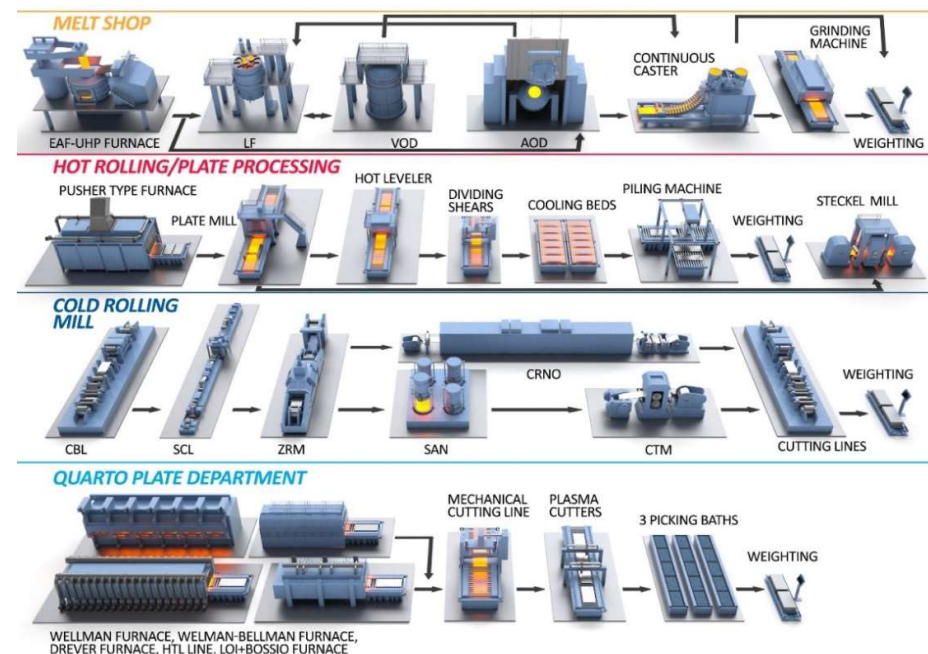 MELT SHOP
GRINDING
MACHINE
CONTINUOUS
CASTER
EAF-UHP FURNACE
LF
VOD
AOD
WEIGHTING
HOT ROLLING/PLATE PROCESSING
PUSHER TYPE FURNACE
PLATE MILL
HOT LEVELER
DIVIDING
SHEARS
COOLING BEDS
PILING MACHINE
WEIGHTING
STECKEL MILL
COLD ROLLING
MILL
CRNO
WEIGHTING
CBL
SCL
ZRM
SAN
CTM
CUTTING LINES
QUARTO PLATE DEPARTMENT
MECHANICAL
CUTTING LINE
PLASMA
CUTTERS
3 PICKING BATHS
WEIGHTING
WELLMAN FURNACE, WELMAN-BELLMAN FURNACE,
DREVER FURNACE, HTL LINE, LOI+BOSSIO FURNACE